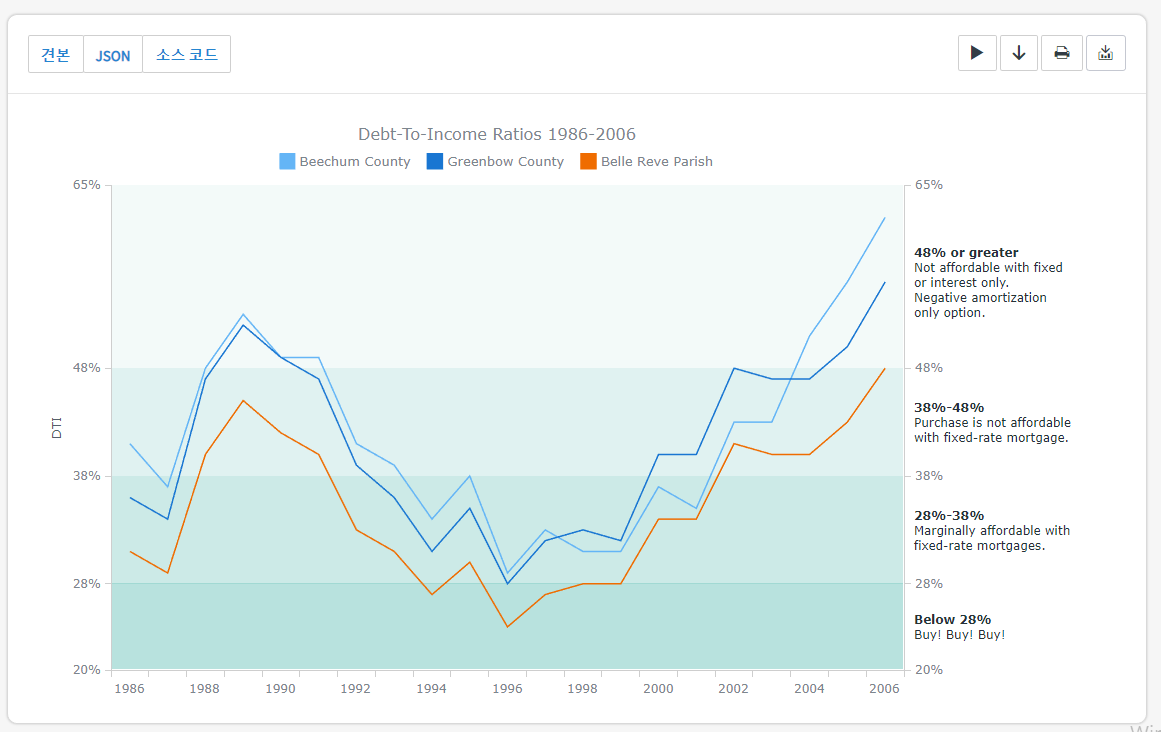 견본 JSON 소스 코드
Debt-To-Income Ratios 1986-2006
Beechum County Greenbow County Belle Reve Parish
65%
48%
38%
28%
20%
DTI
65%
48% or greater
Not affordable with fixed
or interest only.
Negative amortization
only option.
48%
38%-48%
Purchase is not affordable
with fixed-rate mortgage.
38%
28%-38%
Marginally affordable with
fixed-rate mortgages.
28%
Below 28%
Buy! Buy! Buy!
20%
1986 1988 1990 1992 1994 1996 1998 2000 2002 2004 2006